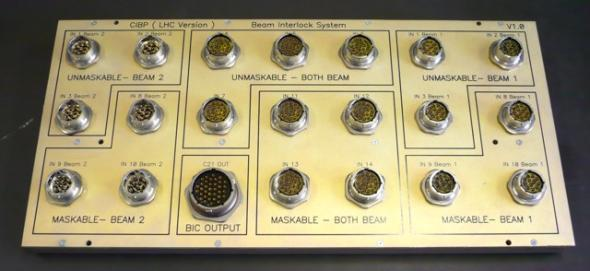 CIBP ( LHC Version ) Beam Interlock System V1.0
IN 1 Beam 2 IN 2 Beam 2 IN 1 Beam 1 IN 2 Beam 1
UNMASKABLE- BEAM 2 UNMASKABLE- BOTH BEAM UNMASKABLE- BEAM 1
IN 3 Beam 2 IN 8 Beam 2 IN 7 IN 11 IN 12 IN 3 Beam 1 IN 8 Beam 1
IN 9 Beam 2 IN 10 Beam 2 C21 OUT IN 13 IN 14 IN 9 Beam 1 IN 10 Beam 1
MASKABLE- BEAM 2 BIC OUTPUT MASKABLE - BOTH BEAM MASKABLE- BEAM 1